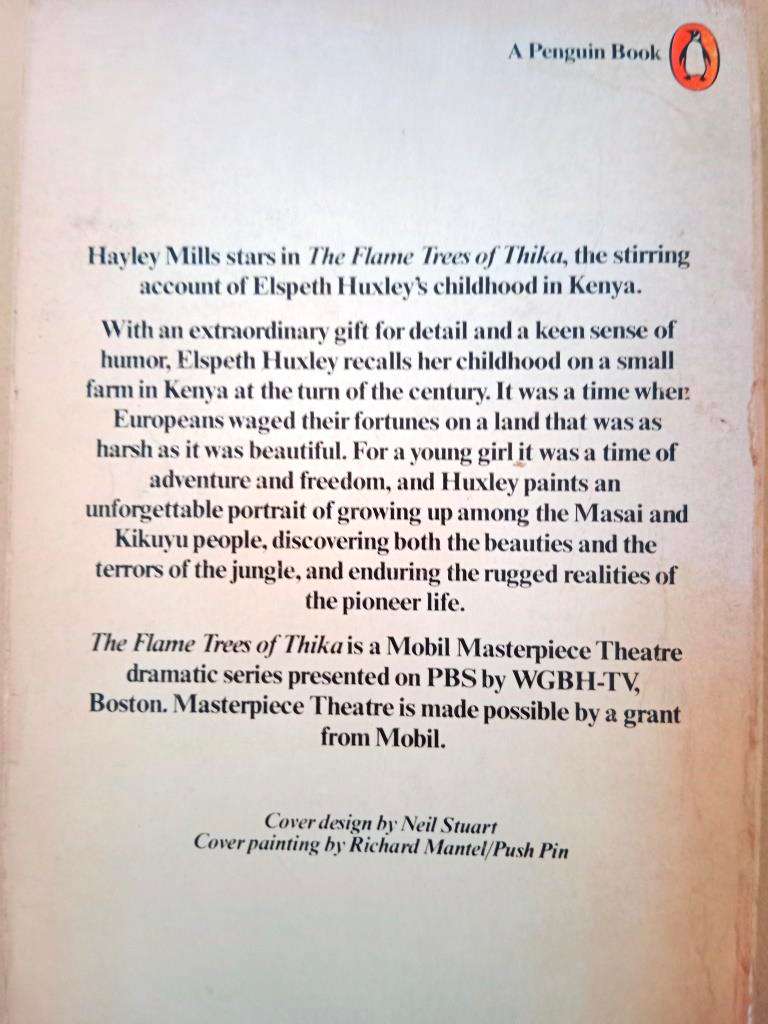 A Penguin Book
Hayley Mills stars in The Flame Trees of Thika, the stirring
account of Elspeth Huxley's childhood in Kenya.
With an extraordinary gift for detail and a keen sense of
humor, Elspeth Huxley recalls her childhood on a small
farm in Kenya at the turn of the century. It was a time when
Europeans waged their fortunes on a land that was as
harsh as it was beautiful. For a young girl it was a time of
adventure and freedom, and Huxley paints an
unforgettable portrait of growing up among the Masai and
Kikuyu people, discovering both the beauties and the
terrors of the jungle, and enduring the rugged realities of
the pioneer life.
The Flame Trees of Thika is a Mobil Masterpiece Theatre
dramatic series presented on PBS by WGBH-TV,
Boston. Masterpiece Theatre is made possible by a grant
from Mobil.
Cover design by Neil Stuart
Cover painting by Richard Mantel/Push Pin